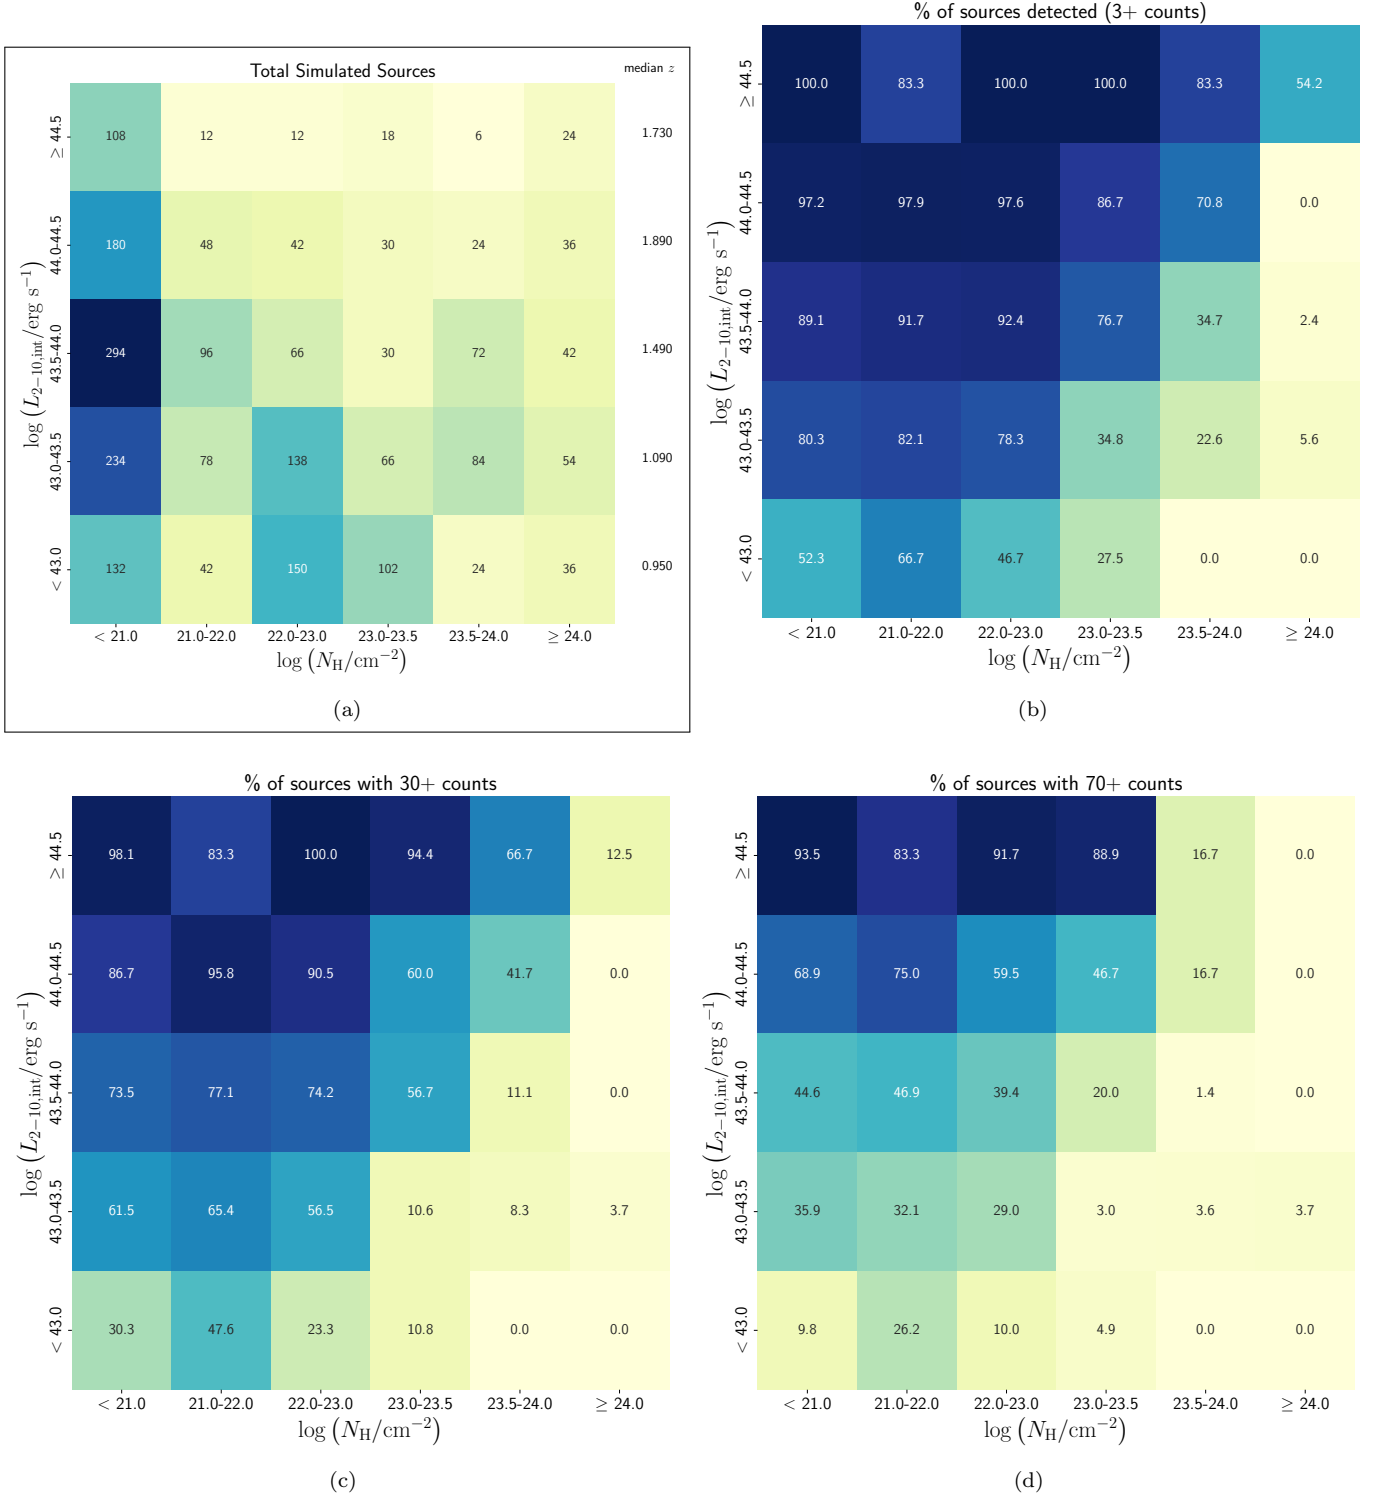 Total Simulated Sources
median z
≥ 44.5 108 12 12 18 6 24 1.730
44.0-44.5 180 48 42 30 24 36 1.890
43.5-44.0 294 96 66 30 72 42 1.490
43.0-43.5 234 78 138 66 84 54 1.090
< 43.0 132 42 150 102 24 36 0.950
log (L2−10,int/erg s−1)
< 21.0 21.0-22.0 22.0-23.0 23.0-23.5 23.5-24.0 ≥ 24.0
log (NH/cm−2)
(a)
% of sources detected (3+ counts)
≥ 44.5 100.0 83.3 100.0 100.0 83.3 54.2
44.0-44.5 97.2 97.9 97.6 86.7 70.8 0.0
43.5-44.0 89.1 91.7 92.4 76.7 34.7 2.4
43.0-43.5 80.3 82.1 78.3 34.8 22.6 5.6
< 43.0 52.3 66.7 46.7 27.5 0.0 0.0
log (L2−10,int/erg s−1)
< 21.0 21.0-22.0 22.0-23.0 23.0-23.5 23.5-24.0 ≥ 24.0
log (NH/cm−2)
(b)
% of sources with 30+ counts
≥ 44.5 98.1 83.3 100.0 94.4 66.7 12.5
44.0-44.5 86.7 95.8 90.5 60.0 41.7 0.0
43.5-44.0 73.5 77.1 74.2 56.7 11.1 0.0
43.0-43.5 61.5 65.4 56.5 10.6 8.3 3.7
< 43.0 30.3 47.6 23.3 10.8 0.0 0.0
log (L2−10,int/erg s−1)
< 21.0 21.0-22.0 22.0-23.0 23.0-23.5 23.5-24.0 ≥ 24.0
log (NH/cm−2)
(c)
% of sources with 70+ counts
≥ 44.5 93.5 83.3 91.7 88.9 16.7 0.0
44.0-44.5 68.9 75.0 59.5 46.7 16.7 0.0
43.5-44.0 44.6 46.9 39.4 20.0 1.4 0.0
43.0-43.5 35.9 32.1 29.0 3.0 3.6 3.7
< 43.0 9.8 26.2 10.0 4.9 0.0 0.0
log (L2−10,int/erg s−1)
< 21.0 21.0-22.0 22.0-23.0 23.0-23.5 23.5-24.0 ≥ 24.0
log (NH/cm−2)
(d)